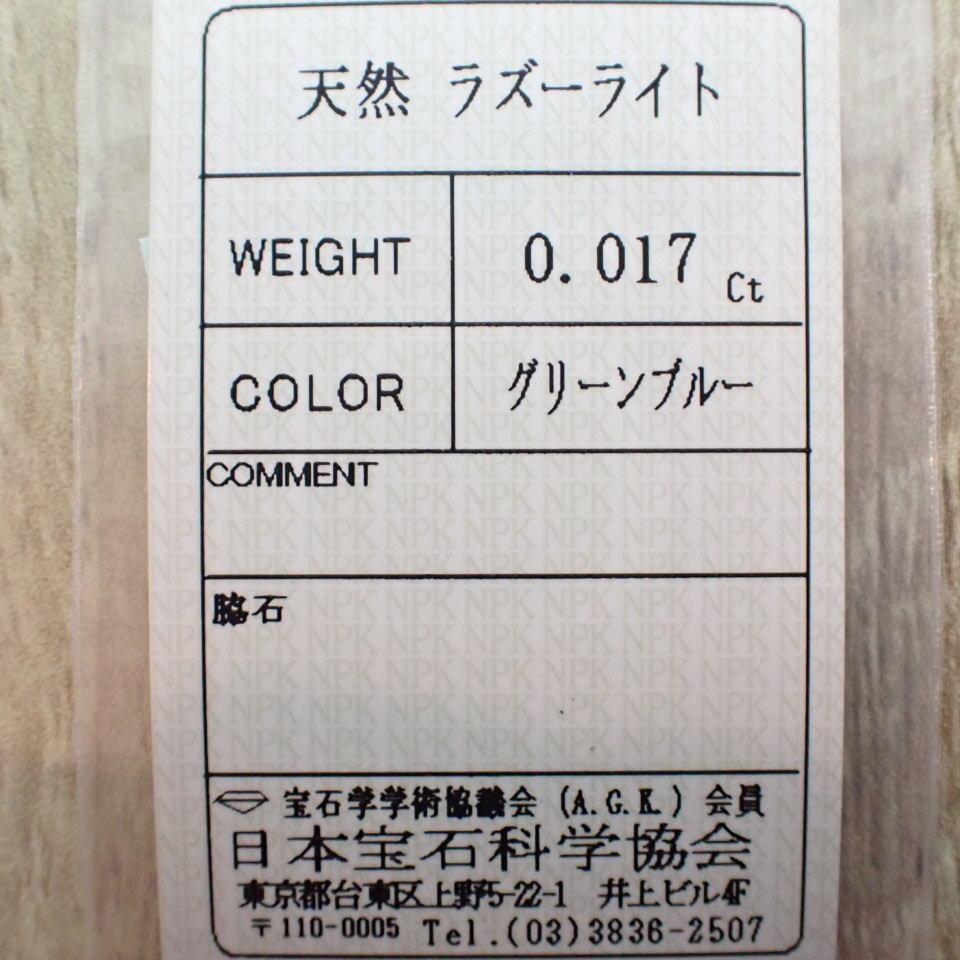 天然 ラズーライト
WEIGHT 0.017 Ct
COLOR グリーンブルー
COMMENT
脇石
宝石学学術協議会 (A.G.K.) 会員
日本宝石科学協会
東京都台東区上野5-22-1 井上ビル4F
〒110-0005 Tel.(03)3836-2507